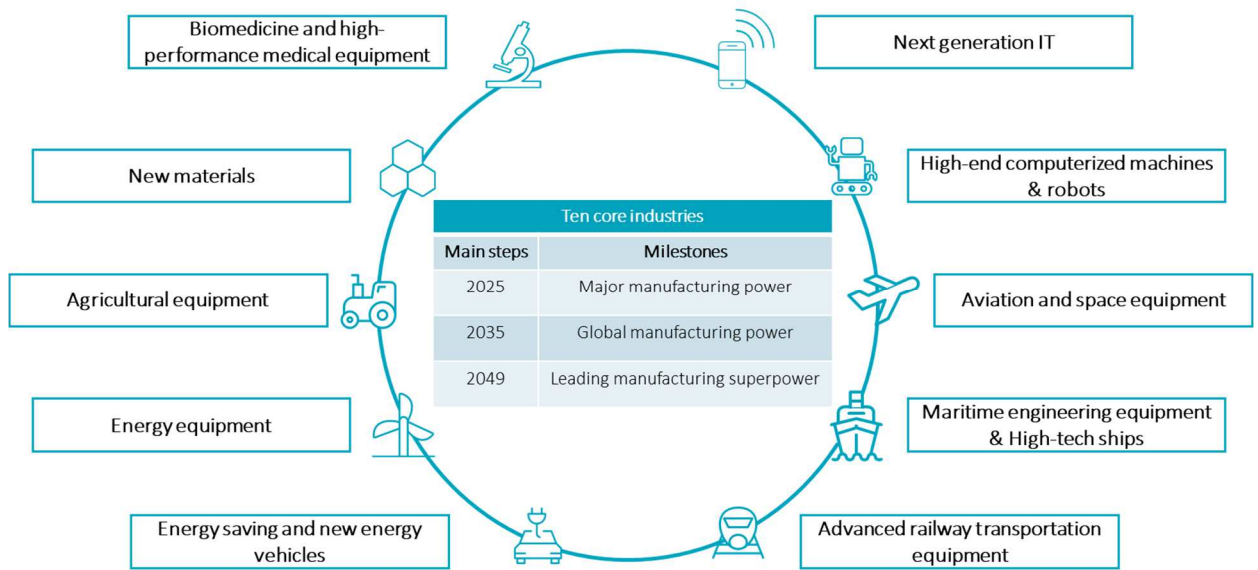 Biomedicine and high-
performance medical equipment
Next generation IT
New materials
High-end computerized machines
& robots
Ten core industries
Main steps Milestones
Agricultural equipment
2025 Major manufacturing power
Aviation and space equipment
2035 Global manufacturing power
2049 Leading manufacturing superpower
Energy equipment
Maritime engineering equipment
& High-tech ships
Energy saving and new energy
vehicles
Advanced railway transportation
equipment